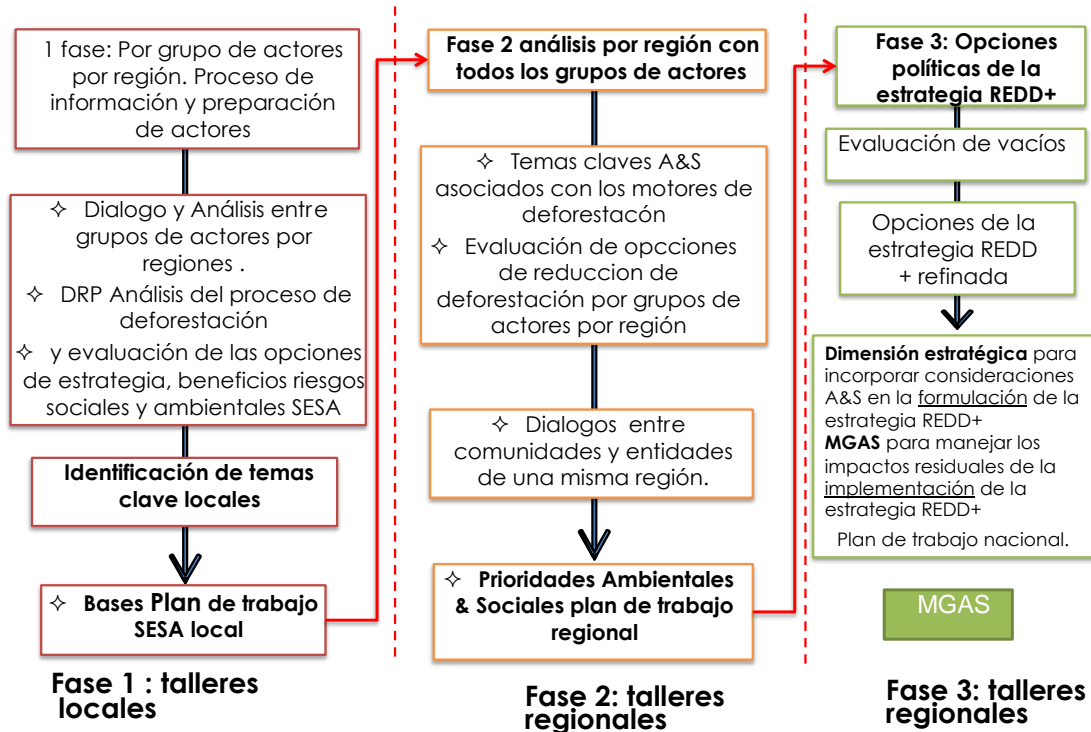 1 fase: Por grupo de actores
por región. Proceso de
información y preparación
de actores
✧ Dialogo y Análisis entre
grupos de actores por
regiones .
✧ DRP Análisis del proceso de
deforestación
✧ y evaluación de las opciones
de estrategia, beneficios riesgos
sociales y ambientales SESA
Identificación de temas
clave locales
✧ Bases Plan de trabajo
SESA local
Fase 1 : talleres
locales
Fase 2 análisis por región con
todos los grupos de actores
✧ Temas claves A&S
asociados con los motores de
deforestacón
✧ Evaluación de opcciones
de reduccion de
deforestación por grupos de
actores por región
✧ Dialogos entre
comunidades y entidades
de una misma región.
✧ Prioridades Ambientales
& Sociales plan de trabajo
regional
Fase 2: talleres
regionales
Fase 3: Opciones
políticas de la
estrategia REDD+
Evaluación de vacíos
Opciones de la
estrategia REDD
+ refinada
Dimensión estratégica para
incorporar consideraciones
A&S en la formulación de la
estrategia REDD+
MGAS para manejar los
impactos residuales de la
implementación de la
estrategia REDD+
Plan de trabajo nacional.
MGAS
Fase 3: talleres
regionales